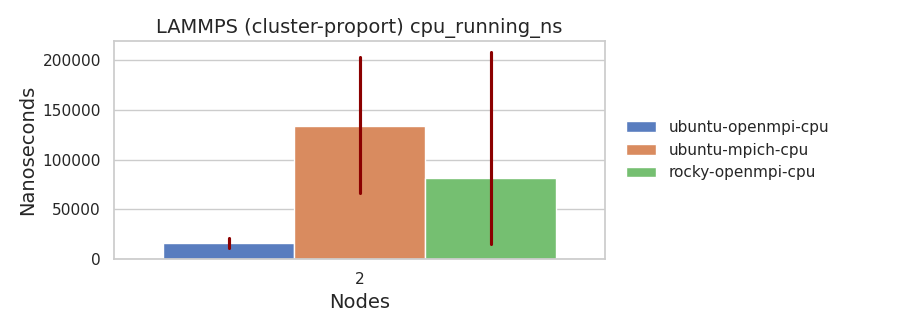 LAMMPS (cluster-proport) cpu_running_ns
Nanoseconds
200000
150000
100000
50000
0
2
Nodes
ubuntu-openmpi-cpu
ubuntu-mpich-cpu
rocky-openmpi-cpu